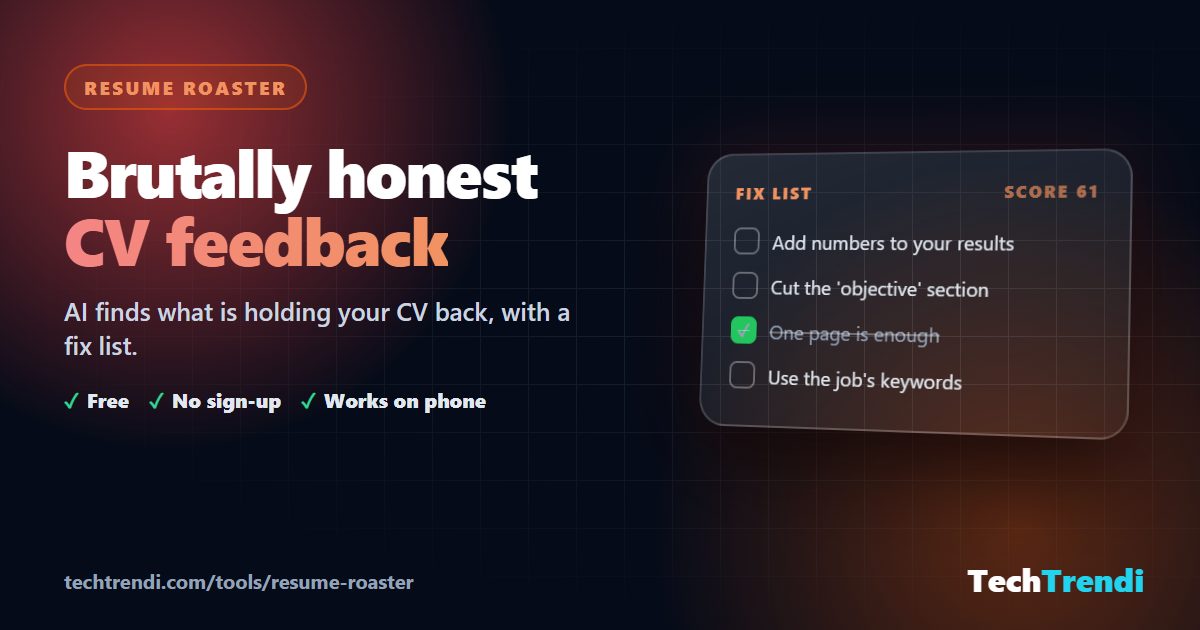 RESUME ROASTER
Brutally honest
CV feedback
AI finds what is holding your CV back, with a
fix list.
✓ Free ✓ No sign-up ✓ Works on phone
FIX LIST SCORE 61
Add numbers to your results
Cut the 'objective' section
✓ One page is enough
Use the job's keywords
techtrendi.com/tools/resume-roaster
TechTrendi